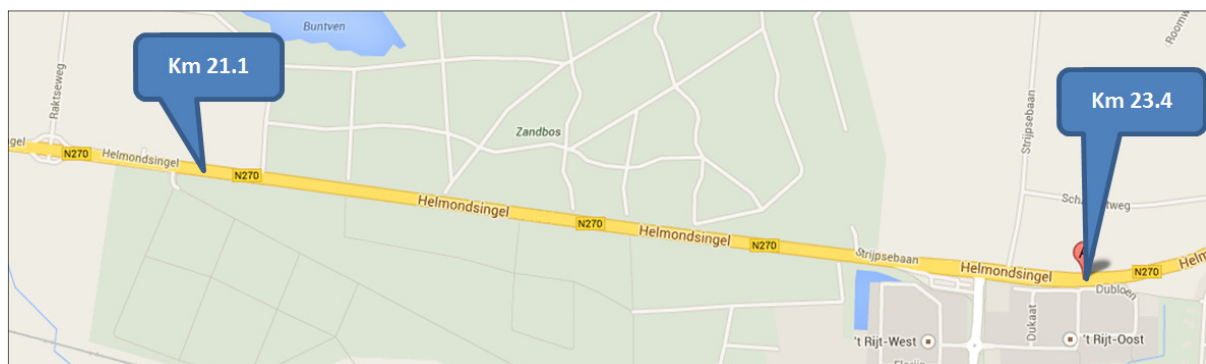 Buntven
Km 21.1
Km 23.4
Raktseweg
Strijpsebaan
Zandbos
N270
Helmondsingel
N270
Helmondsingel
N270
Helmondsingel
N270
Strijpsebaan
Helmondsingel
N270
Dubloen
Dukaat
't Rijt-West
't Rijt-Oost